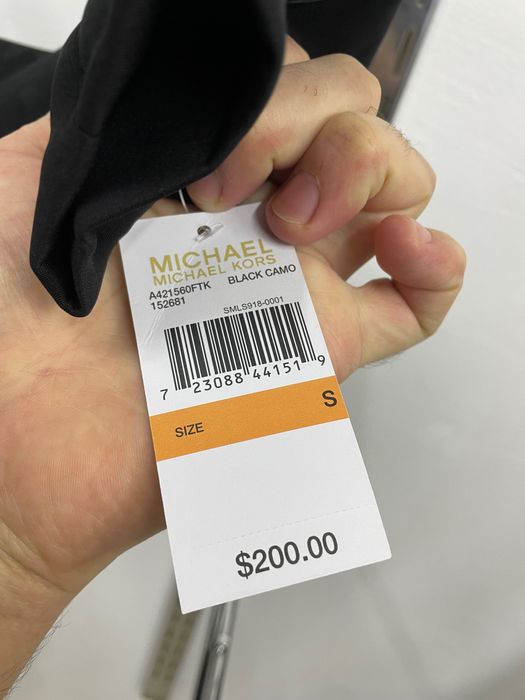 MICHAEL
MICHAEL KORS
A421560FTK BLACK CAMO
152681
SMLS918-0001
7 23088 44151 9
SIZE S
$200.00